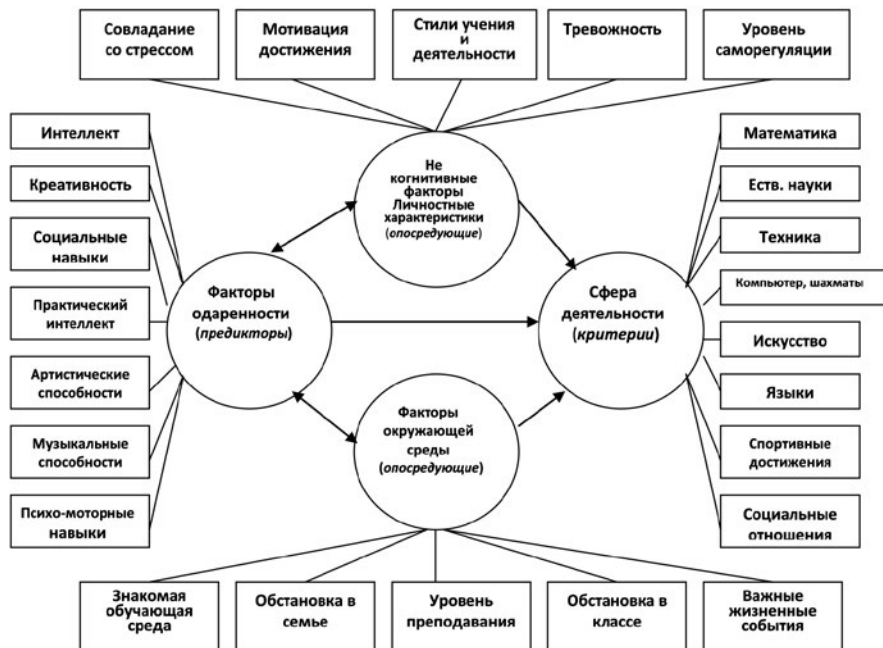 Совладание
со стрессом
Мотивация
достижения
Стили учения
и
деятельности
Тревожность
Уровень
саморегуляции
Интеллект
Креативность
Социальные
навыки
Практический
интеллект
Артистические
способности
Музыкальные
способности
Психо-моторные
навыки
Не
когнитивные
факторы
Личностные
характеристики
(опосредующие)
Факторы
одаренности
(предикторы)
Сфера
деятельности
(критерии)
Факторы
окружающей
среды
(опосредующие)
Математика
Еств. науки
Техника
Компьютер, шахматы
Искусство
Языки
Спортивные
достижения
Социальные
отношения
Знакомая
обучающая
среда
Обстановка в
семье
Уровень
преподавания
Обстановка в
классе
Важные
жизненные
события